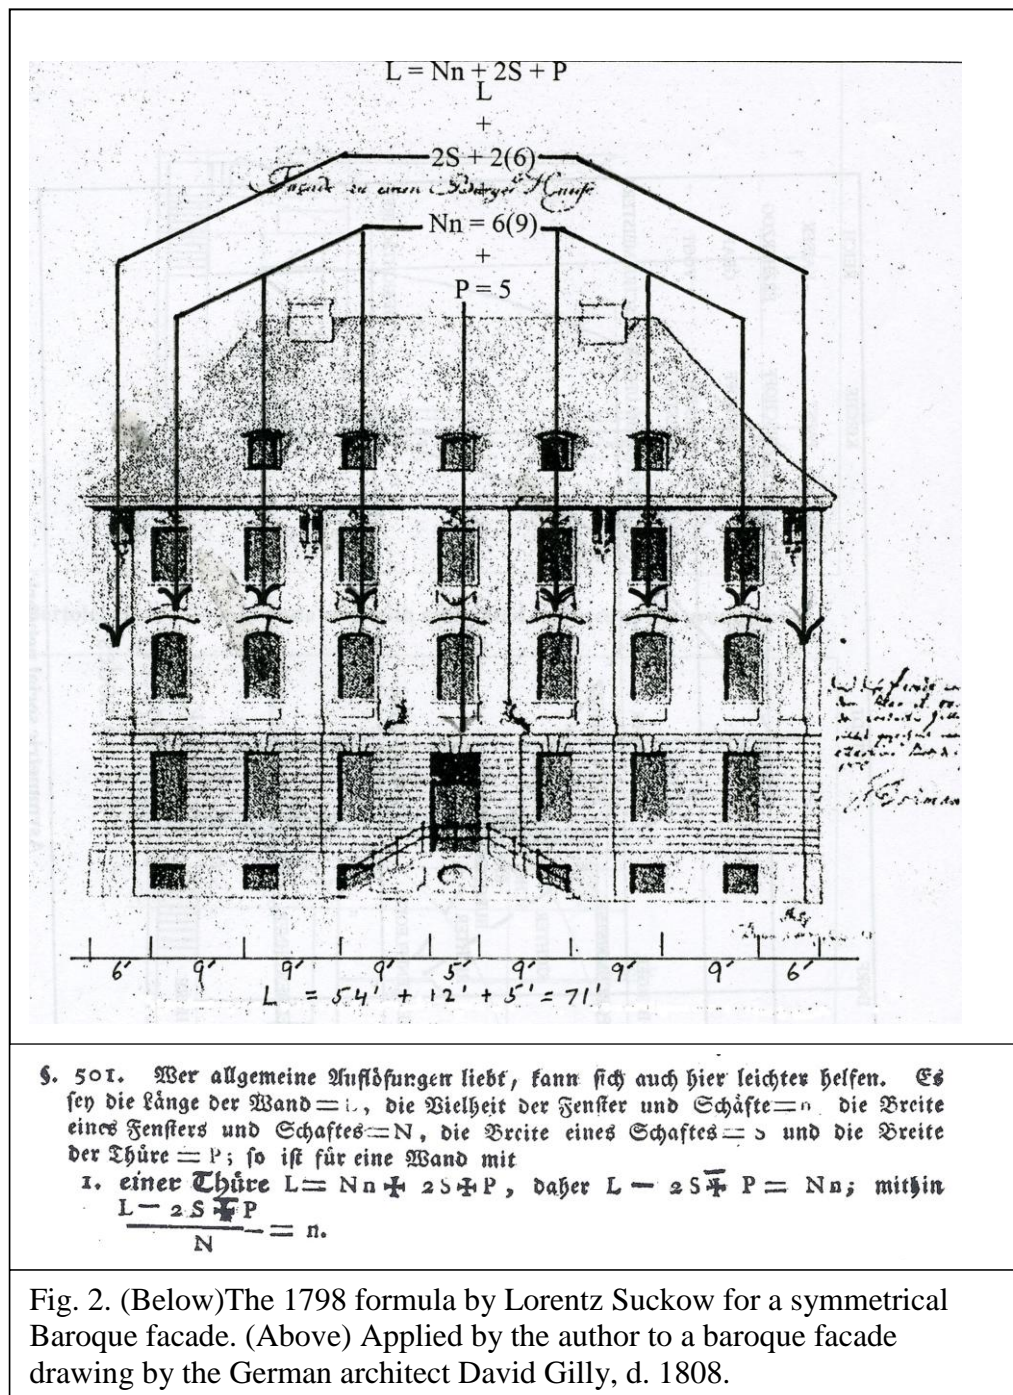 L = Nn + 2S + P
L
+
2S + 2(6)
Façade zu einen Bürger Hause
Nn = 6(9)
+
P = 5
6' 9' 9' 9' 5' 9' 9' 9' 6'
L = 54' + 12' + 5' = 71'
§. 501. Wer allgemeine Auflösungen liebt, kann sich auch hier leichter helfen. Es
sey die Länge der Wand = L, die Vielheit der Fenster und Schäfte = n die Breite
eines Fensters und Schaftes = N, die Breite eines Schaftes = S und die Breite
der Thüre = P; so ist für eine Wand mit
1. einer Thüre L = Nn + 2S + P, daher L — 2S ∓ P = Nn; mithin
L — 2S ∓ P
N
= n.
Fig. 2. (Below)The 1798 formula by Lorentz Suckow for a symmetrical
Baroque facade. (Above) Applied by the author to a baroque facade
drawing by the German architect David Gilly, d. 1808.